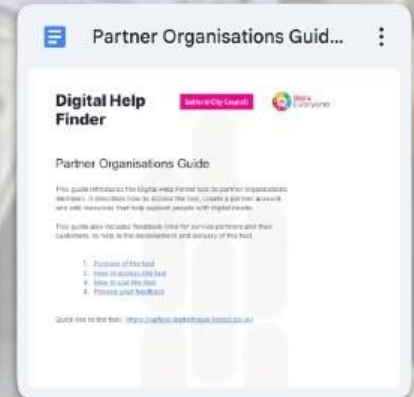 Partner Organisations Guid...
Digital Help
Finder
Salford City Council
Digital
Everyone
Partner Organisations Guide
This guide introduces the Digital Help Finder tool to partner organisations
members. It describes how to access the tool, create a partner account
and add resources that help support people with digital needs.
This guide also includes feedback links for service partners and their
customers, to help in the development and delivery of the tool.
1. Purpose of the tool
2. How to access the tool
3. How to use the tool
4. Provide your feedback
Quick link to the tool: